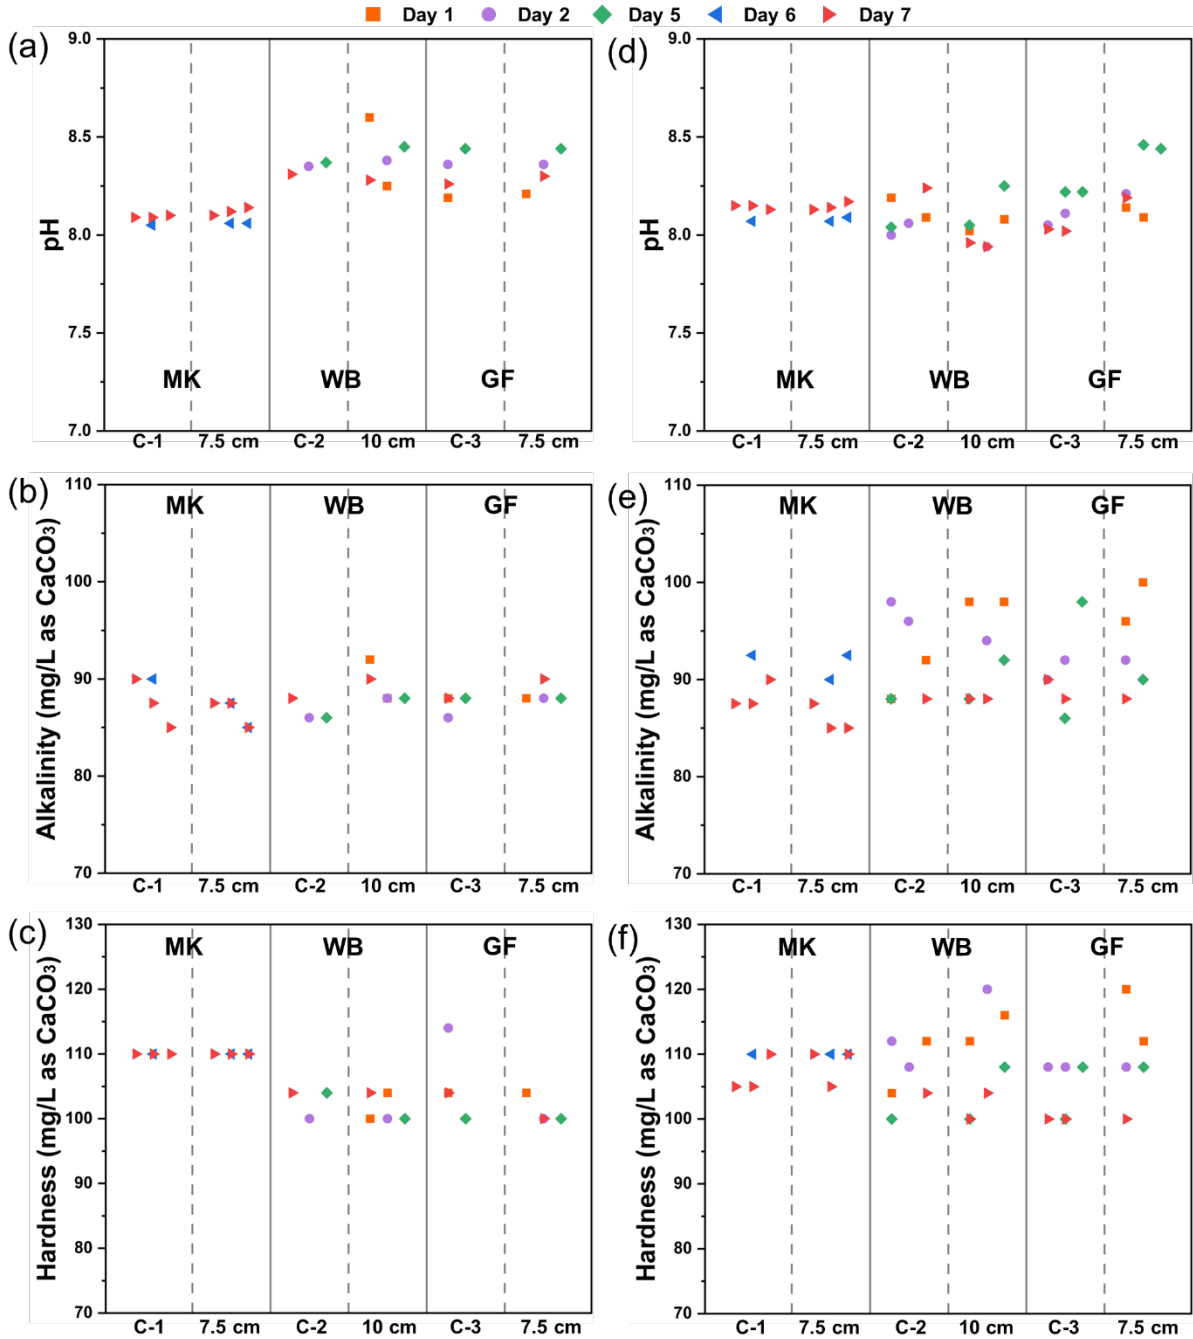 Day 1 Day 2 Day 5 Day 6 Day 7
(a)
9.0
8.5
8.0
7.5
7.0
pH
MK WB GF
C-1 7.5 cm C-2 10 cm C-3 7.5 cm
(d)
9.0
8.5
8.0
7.5
7.0
pH
MK WB GF
C-1 7.5 cm C-2 10 cm C-3 7.5 cm
(b)
110
100
90
80
70
Alkalinity (mg/L as CaCO₃)
MK WB GF
C-1 7.5 cm C-2 10 cm C-3 7.5 cm
(e)
110
100
90
80
70
Alkalinity (mg/L as CaCO₃)
MK WB GF
C-1 7.5 cm C-2 10 cm C-3 7.5 cm
(c)
130
120
110
100
90
80
70
Hardness (mg/L as CaCO₃)
MK WB GF
C-1 7.5 cm C-2 10 cm C-3 7.5 cm
(f)
130
120
110
100
90
80
70
Hardness (mg/L as CaCO₃)
MK WB GF
C-1 7.5 cm C-2 10 cm C-3 7.5 cm